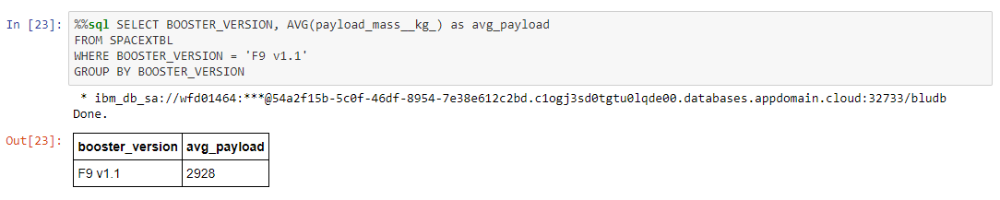 In [23]: %%sql SELECT BOOSTER_VERSION, AVG(payload_mass__kg_) as avg_payload
FROM SPACEXTBL
WHERE BOOSTER_VERSION = 'F9 v1.1'
GROUP BY BOOSTER_VERSION
* ibm_db_sa://wfd01464:***@54a2f15b-5c0f-46df-8954-7e38e612c2bd.c1ogj3sd0tgtu0lqde00.databases.appdomain.cloud:32733/bludb
Done.
Out[23]: booster_version avg_payload
F9 v1.1 2928